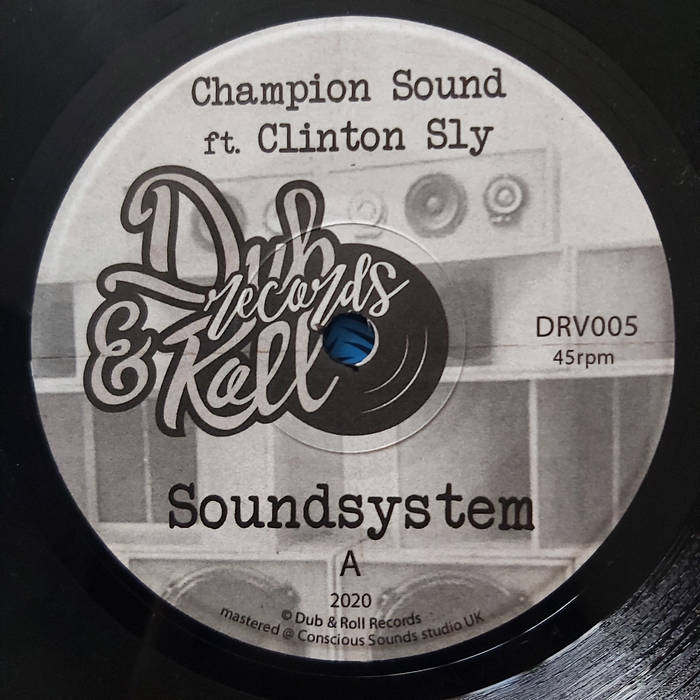 Champion Sound
ft. Clinton Sly
Dub
records
& Roll
DRV005
45rpm
Soundsystem
A
2020
© Dub & Roll Records
mastered @ Conscious Sounds studio UK